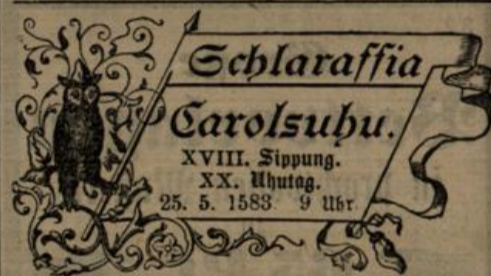 Schlaraffia
Carolsuhu.
XVIII. Sippung.
XX. Uhutag.
25. 5. 1583. 9 Uhr